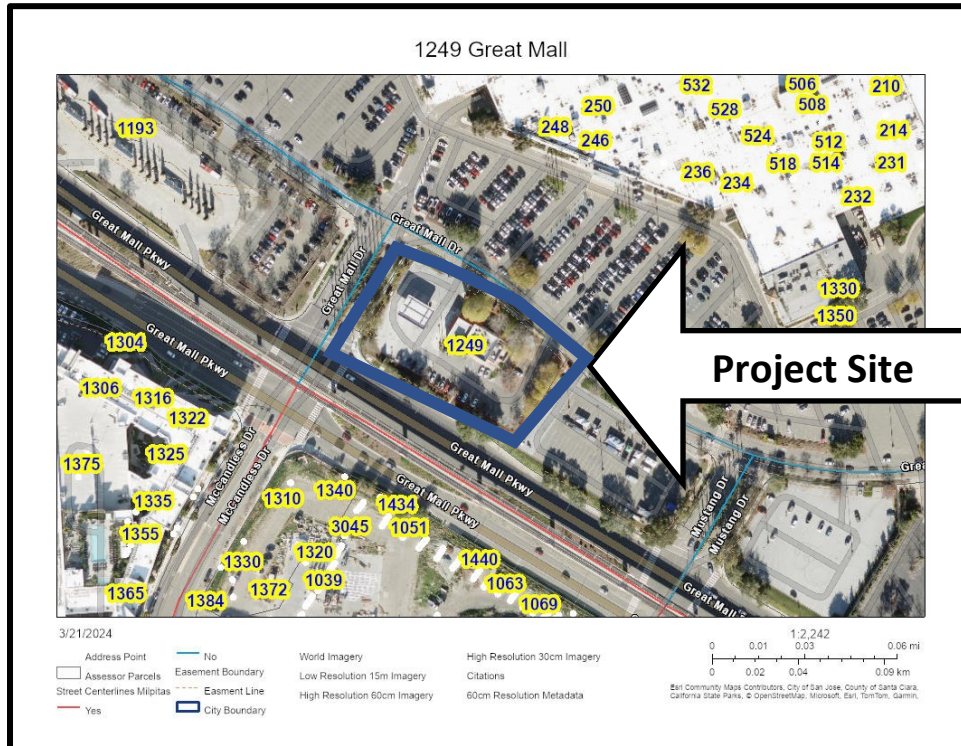 1249 Great Mall
532
506
210
250
528
508
248
524
214
1193
246
512
518
514
231
236
234
232
Great Mall Pkwy
Great Mall Dr
Great Mall Dr
1330
1350
1249
Project Site
Great Mall Pkwy
1304
1306
1316
1322
1325
1375
McCandless Dr
McCandless Dr
Great Mall Pkwy
Great Mall Pkwy
Mustang Dr
Mustang Dr
1335
1310
1340
1434
1355
3045
1051
1330
1320
1440
1365
1384
1372
1039
1063
1069
3/21/2024
1:2,242
Address Point
Assessor Parcels
Street Centerlines Milpitas
Yes
No
Easement Boundary
Easment Line
City Boundary
World Imagery
Low Resolution 15m Imagery
High Resolution 60cm Imagery
High Resolution 30cm Imagery
Citations
60cm Resolution Metadata
0 0.01 0.03 0.06 mi
0 0.02 0.04 0.09 km
Esri Community Maps Contributors, City of San Jose, County of Santa Clara,
California State Parks, © OpenStreetMap, Microsoft, Esri, TomTom, Garmin,